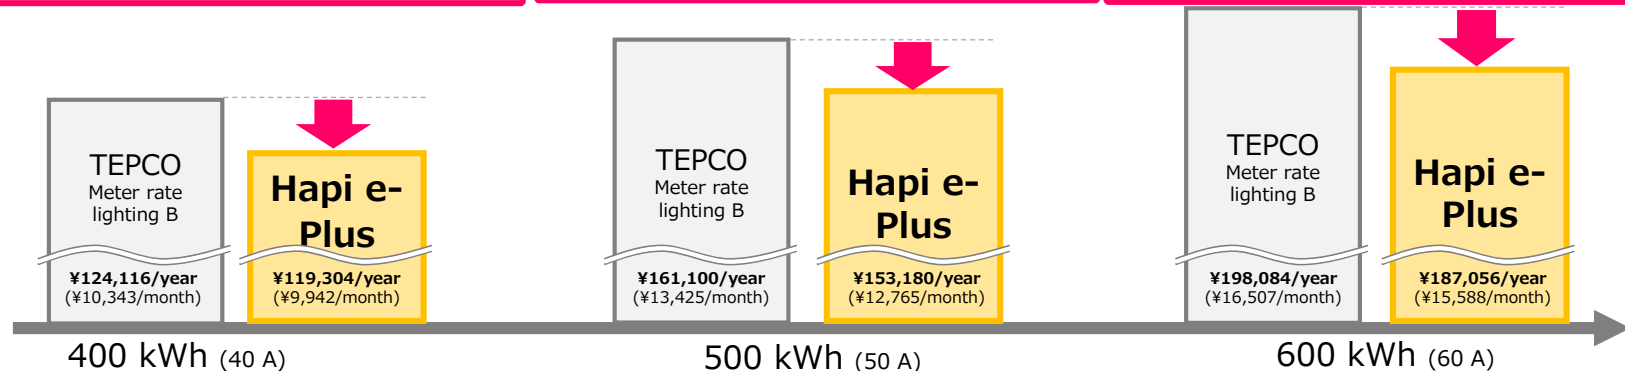 TEPCO
Meter rate
lighting B
¥124,116/year
(¥10,343/month)
Hapi e-
Plus
¥119,304/year
(¥9,942/month)
400 kWh (40 A)
TEPCO
Meter rate
lighting B
¥161,100/year
(¥13,425/month)
Hapi e-
Plus
¥153,180/year
(¥12,765/month)
500 kWh (50 A)
TEPCO
Meter rate
lighting B
¥198,084/year
(¥16,507/month)
Hapi e-
Plus
¥187,056/year
(¥15,588/month)
600 kWh (60 A)